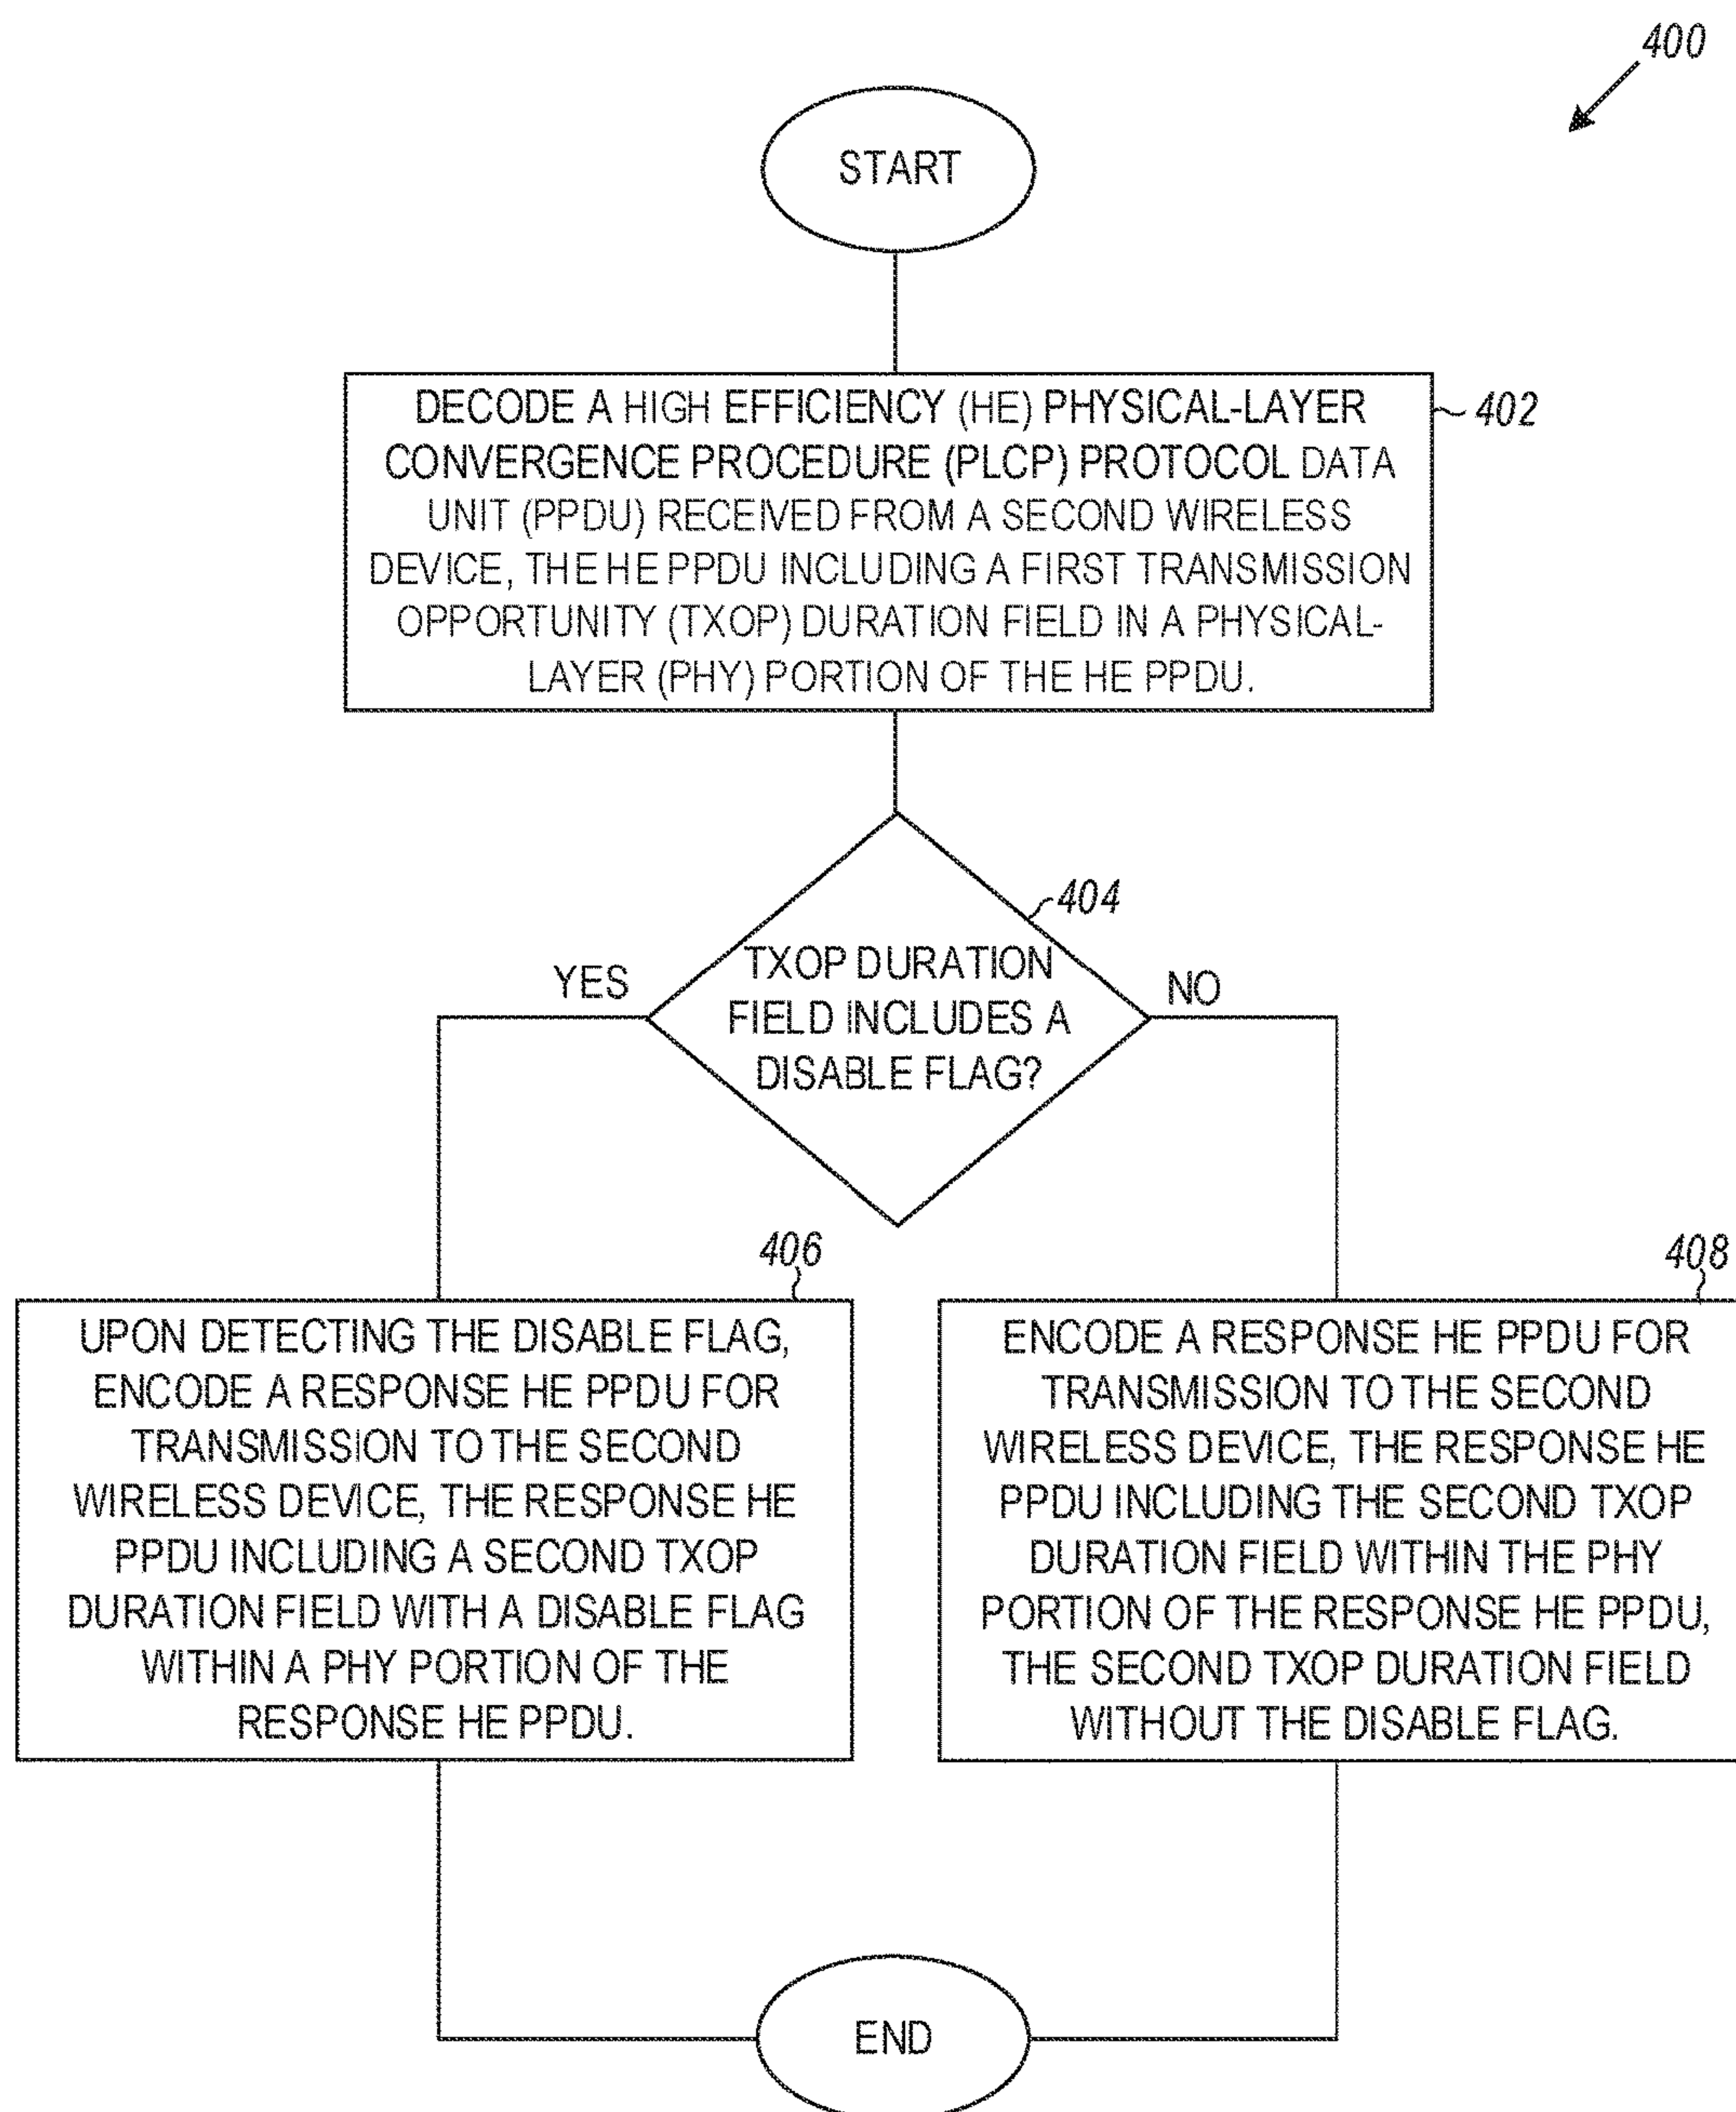 400
START
DECODE A HIGH EFFICIENCY (HE) PHYSICAL-LAYER
CONVERGENCE PROCEDURE (PLCP) PROTOCOL DATA
UNIT (PPDU) RECEIVED FROM A SECOND WIRELESS
DEVICE, THE HE PPDU INCLUDING A FIRST TRANSMISSION
OPPORTUNITY (TXOP) DURATION FIELD IN A PHYSICAL-
LAYER (PHY) PORTION OF THE HE PPDU.
402
404
TXOP DURATION
FIELD INCLUDES A
DISABLE FLAG?
YES
NO
406
UPON DETECTING THE DISABLE FLAG,
ENCODE A RESPONSE HE PPDU FOR
TRANSMISSION TO THE SECOND
WIRELESS DEVICE, THE RESPONSE HE
PPDU INCLUDING A SECOND TXOP
DURATION FIELD WITH A DISABLE FLAG
WITHIN A PHY PORTION OF THE
RESPONSE HE PPDU.
408
ENCODE A RESPONSE HE PPDU FOR
TRANSMISSION TO THE SECOND
WIRELESS DEVICE, THE RESPONSE HE
PPDU INCLUDING THE SECOND TXOP
DURATION FIELD WITHIN THE PHY
PORTION OF THE RESPONSE HE PPDU,
THE SECOND TXOP DURATION FIELD
WITHOUT THE DISABLE FLAG.
END